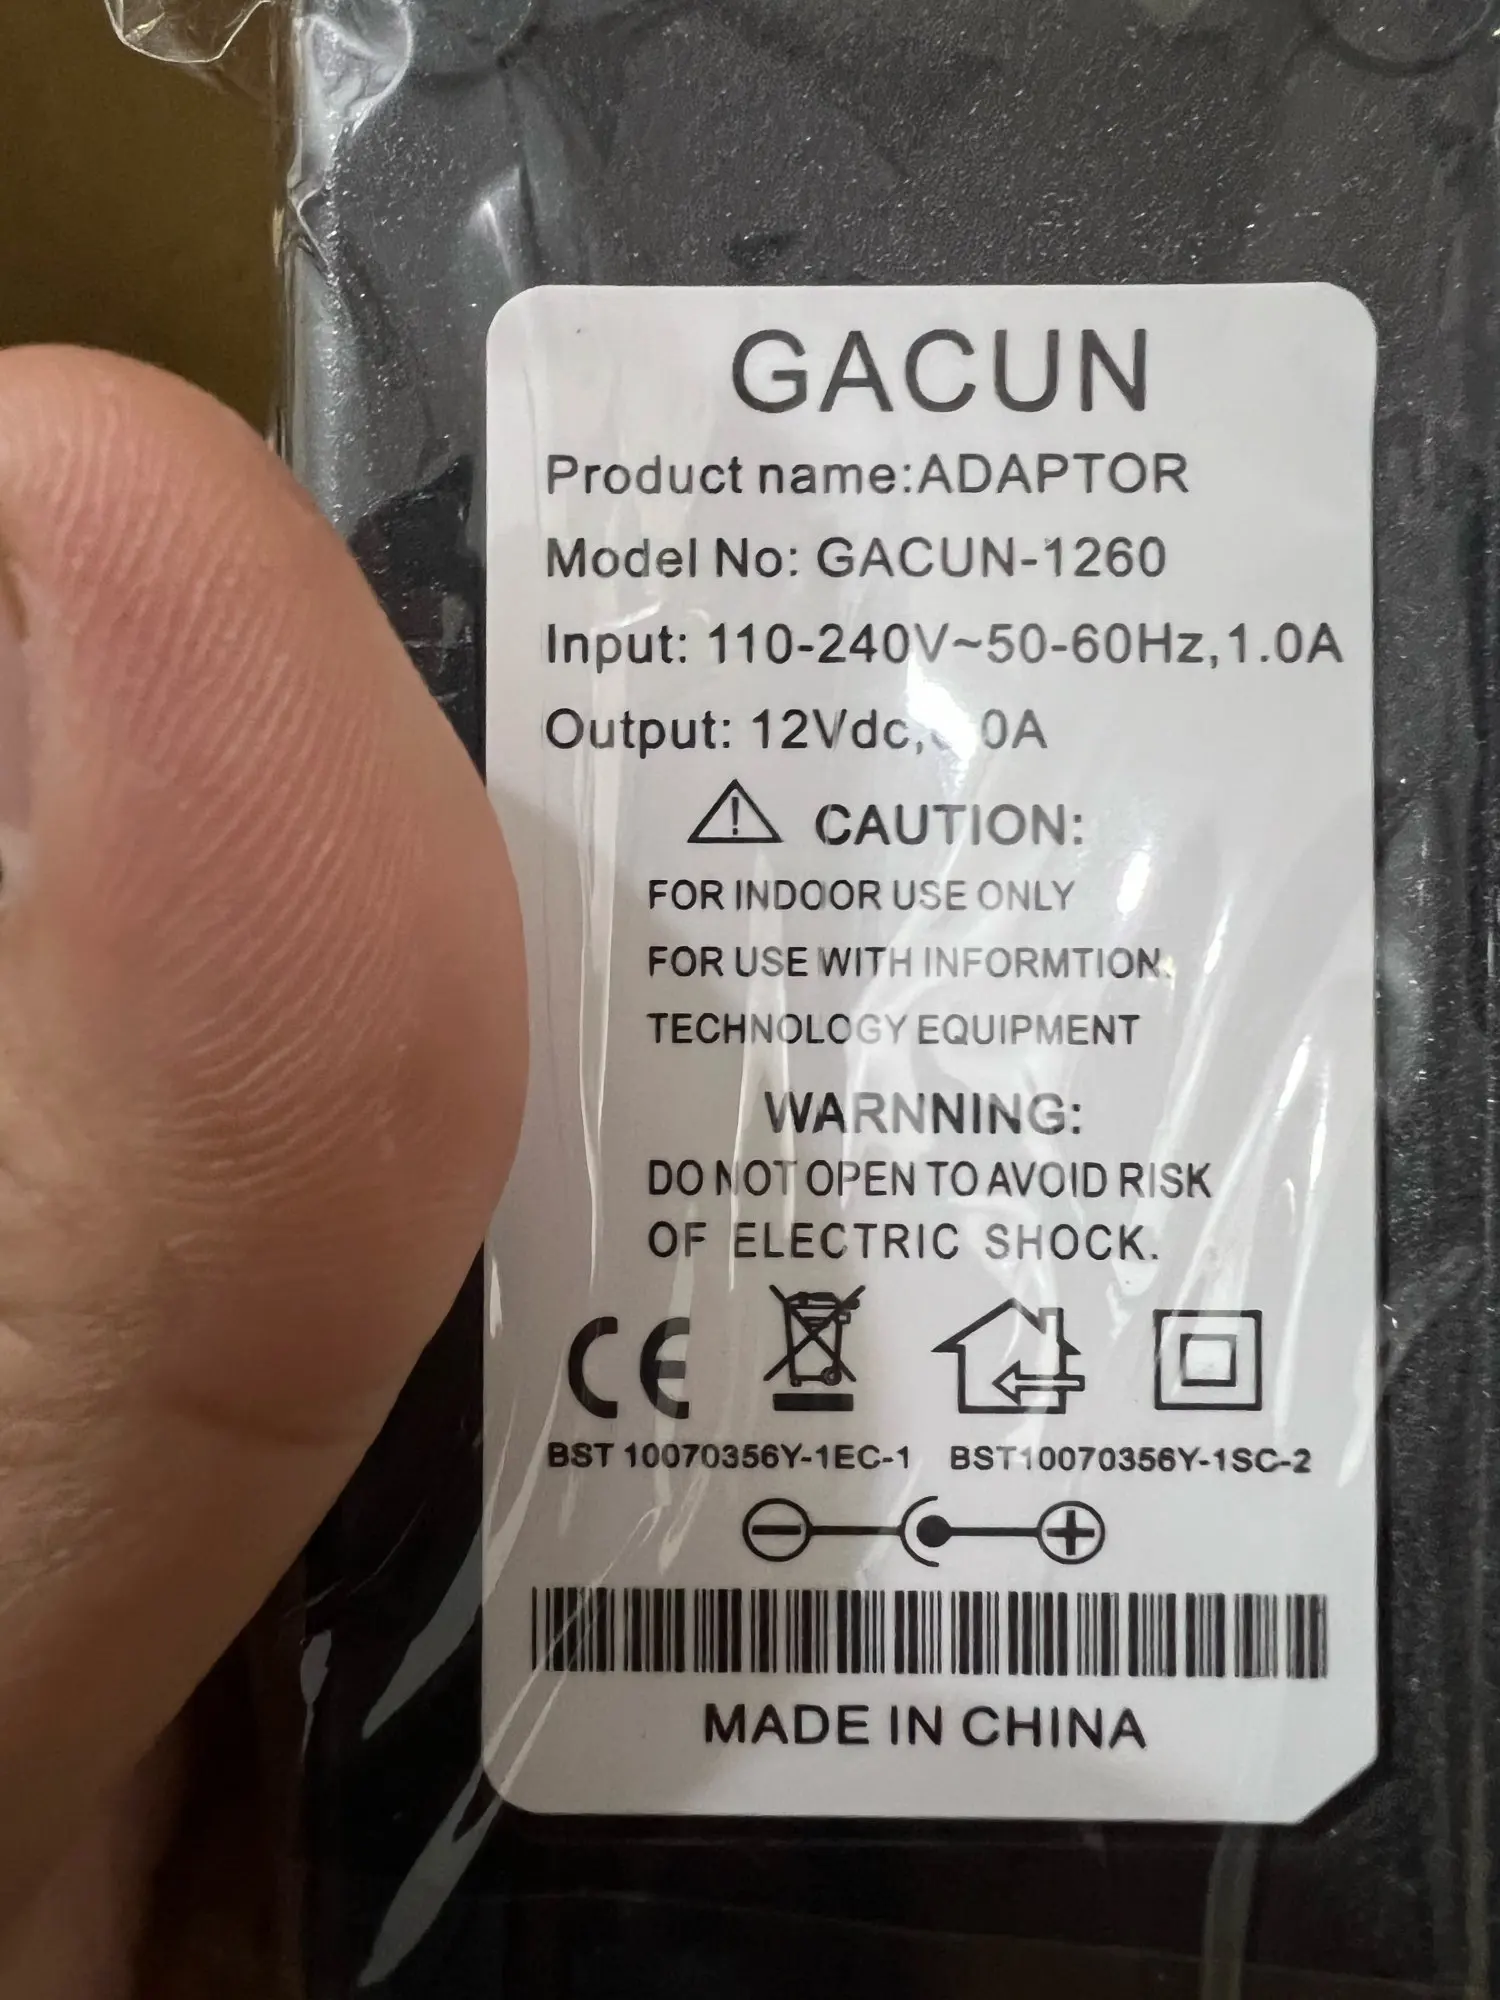 GACUN
Product name:ADAPTOR
Model No: GACUN-1260
Input: 110-240V~50-60Hz,1.0A
Output: 12Vdc,
CAUTION:
FOR INDOOR USE ONLY
FOR USE WITH INFORMTION.
TECHNOLOGY EQUIPMENT
WARNNING:
DO NOT OPEN TO AVOID RISK
OF ELECTRIC SHOCK.
CE
BST 10070356Y-1EC-1 BST10070356Y-1SC-2
MADE IN CHINA